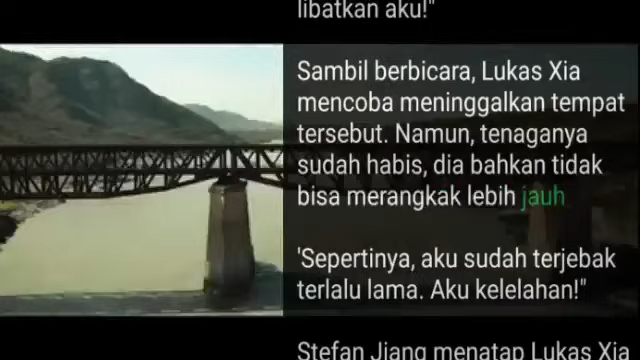 libatkan aku!"
Sambil berbicara, Lukas Xia
mencoba meninggalkan tempat
tersebut. Namun, tenaganya
sudah habis, dia bahkan tidak
bisa merangkak lebih jauh
'Sepertinya, aku sudah terjebak
terlalu lama. Aku kelelahan!"
Stefan Jiang menatap Lukas Xia